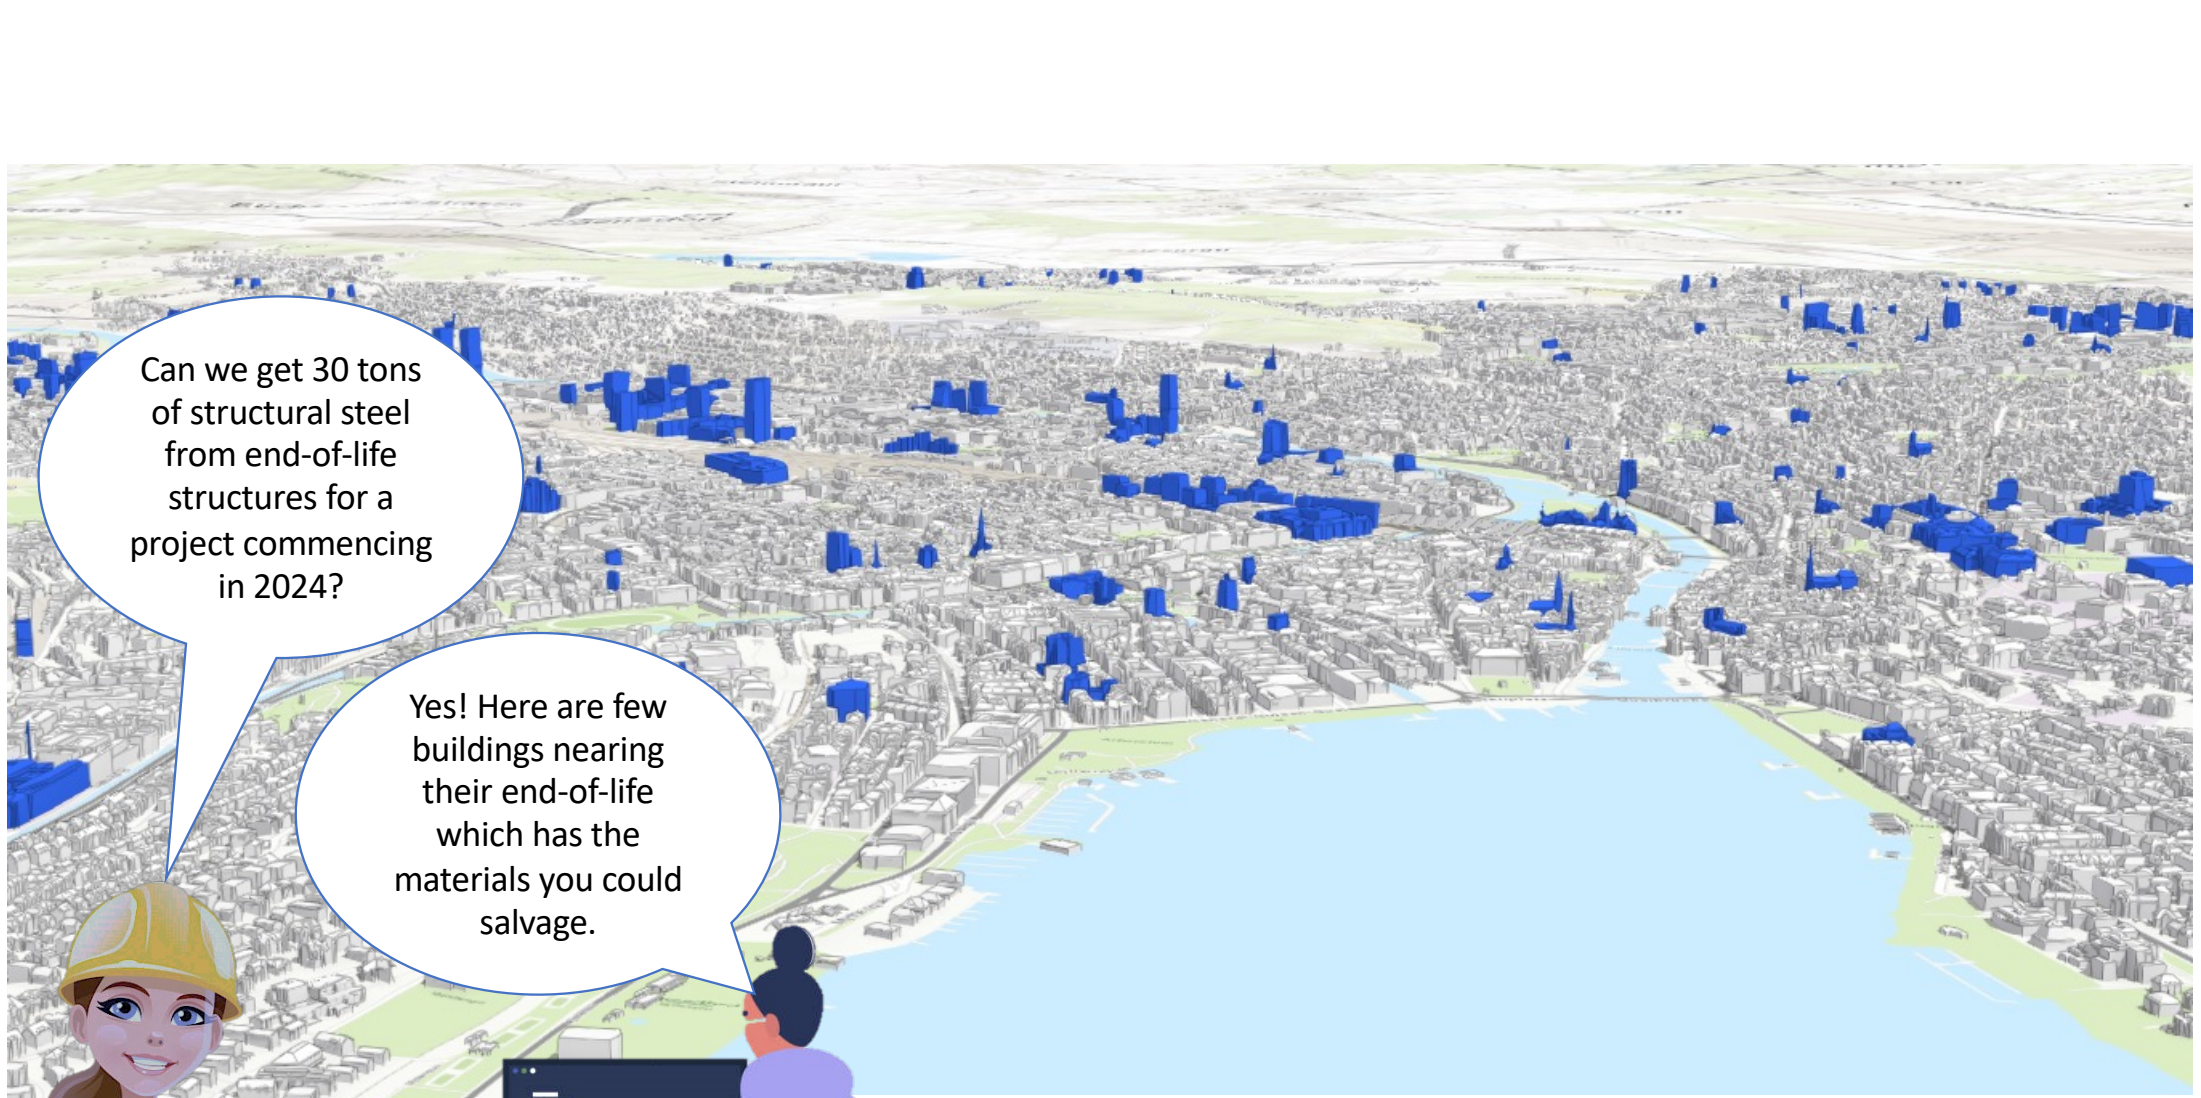 Can we get 30 tons
of structural steel
from end-of-life
structures for a
project commencing
in 2024?
Yes! Here are few
buildings nearing
their end-of-life
which has the
materials you could
salvage.